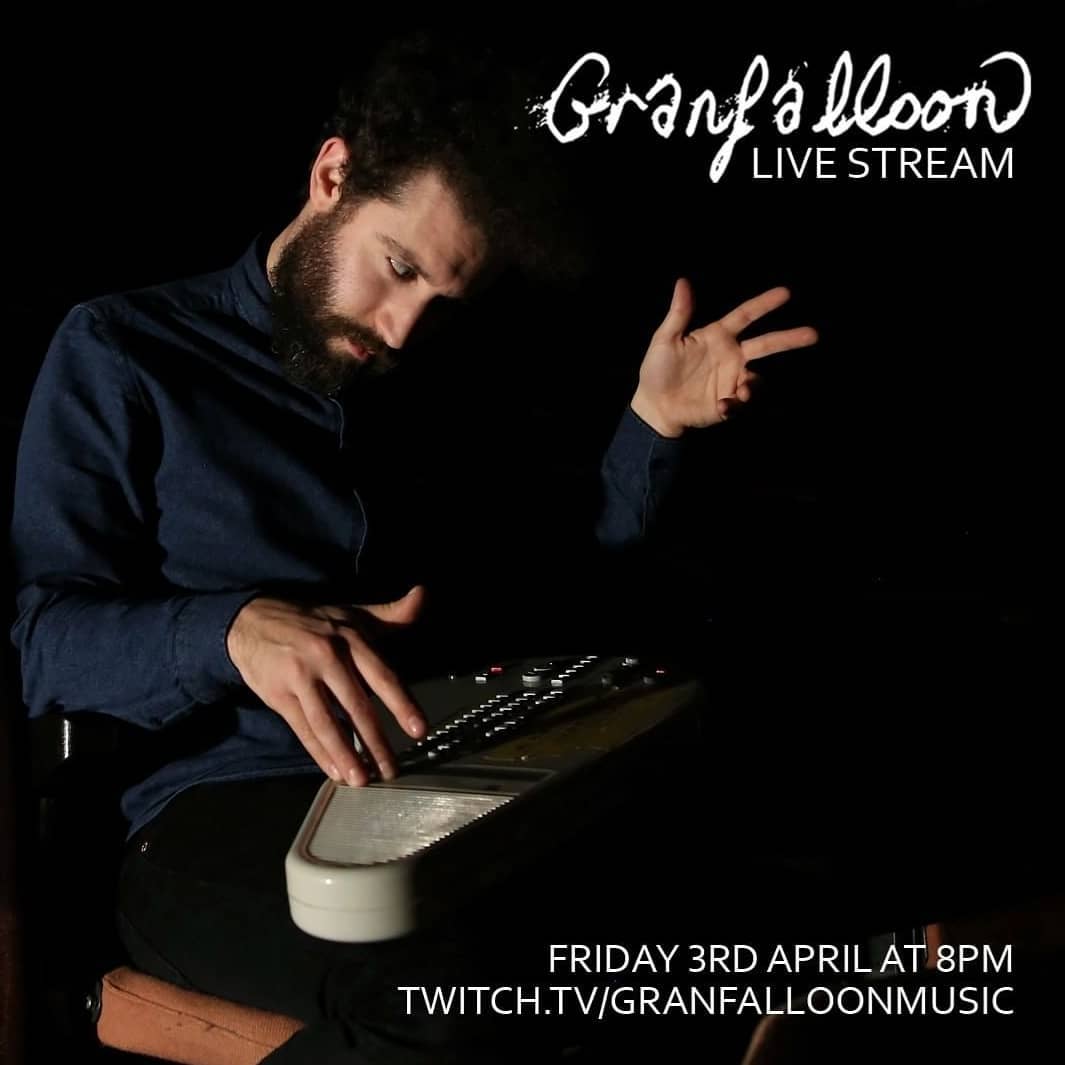 Granfalloon
LIVE STREAM
FRIDAY 3RD APRIL AT 8PM
TWITCH.TV/GRANFALLOONMUSIC